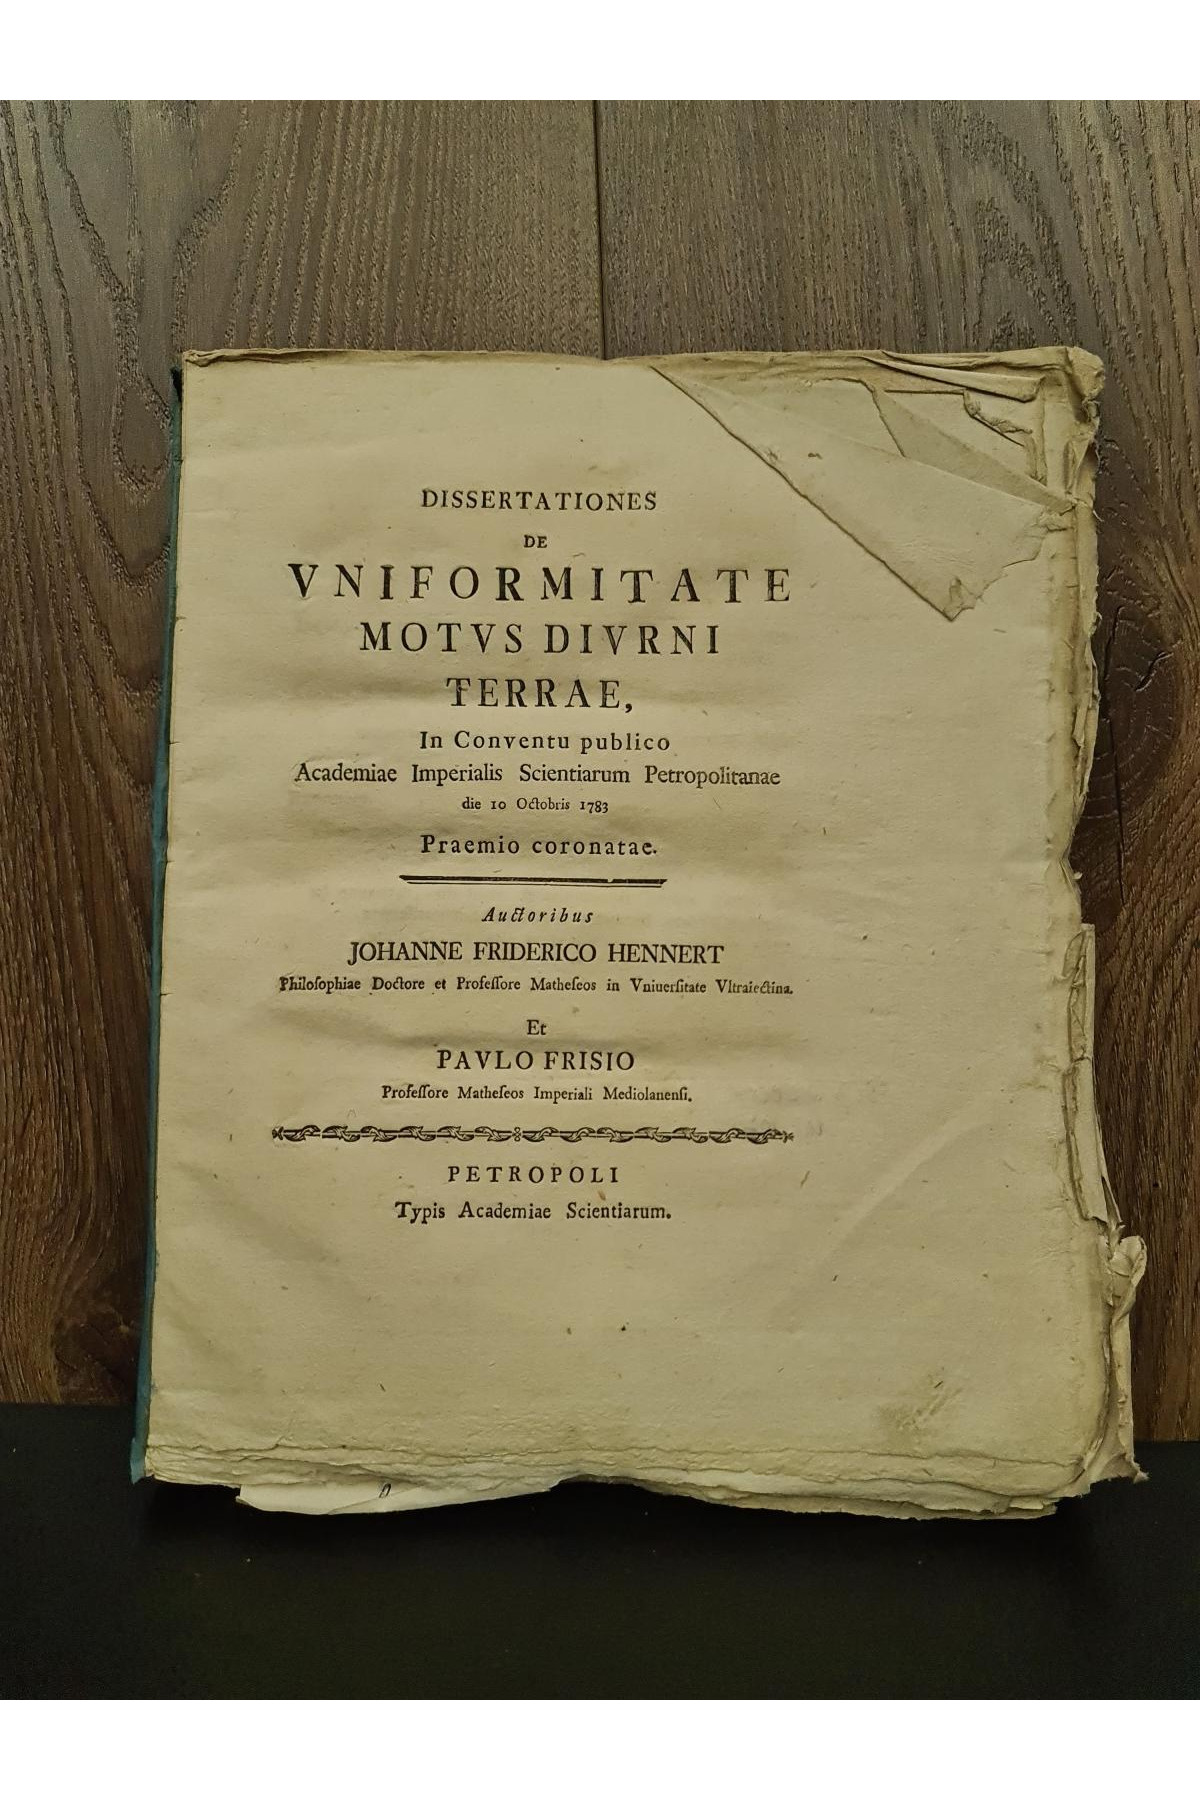 DISSERTATIONES
DE
VNIFORMITATE
MOTVS DIVRNI
TERRAE,
In Conventu publico
Academiae Imperialis Scientiarum Petropolitanae
die 10 Octobris 1783
Praemio coronatae.
Auctoribus
JOHANNE FRIDERICO HENNERT
Philoſophiae Doctore et Profeſſore Matheſeos in Vniuerſitate Vltraiectina.
Et
PAVLO FRISIO
Profeſſore Matheſeos Imperiali Mediolanenſi.
PETROPOLI
Typis Academiae Scientiarum.